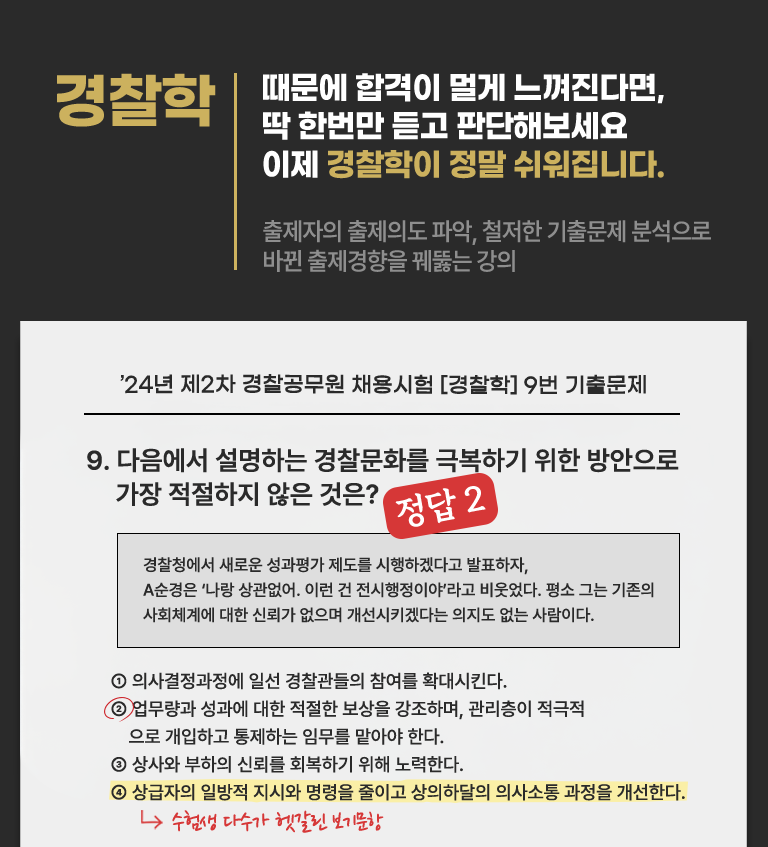 경찰학
때문에 합격이 멀게 느껴진다면,
딱 한번만 듣고 판단해보세요
이제 경찰학이 정말 쉬워집니다.
출제자의 출제의도 파악, 철저한 기출문제 분석으로
바뀐 출제경향을 꿰뚫는 강의
’24년 제2차 경찰공무원 채용시험 [경찰학] 9번 기출문제
9. 다음에서 설명하는 경찰문화를 극복하기 위한 방안으로
가장 적절하지 않은 것은?
정답 2
경찰청에서 새로운 성과평가 제도를 시행하겠다고 발표하자,
A순경은 ‘나랑 상관없어. 이런 건 전시행정이야’라고 비웃었다. 평소 그는 기존의
사회체계에 대한 신뢰가 없으며 개선시키겠다는 의지도 없는 사람이다.
① 의사결정과정에 일선 경찰관들의 참여를 확대시킨다.
② 업무량과 성과에 대한 적절한 보상을 강조하며, 관리층이 적극적
으로 개입하고 통제하는 임무를 맡아야 한다.
③ 상사와 부하의 신뢰를 회복하기 위해 노력한다.
④ 상급자의 일방적 지시와 명령을 줄이고 상의하달의 의사소통 과정을 개선한다.
수험생 다수가 헷갈린 보기문항